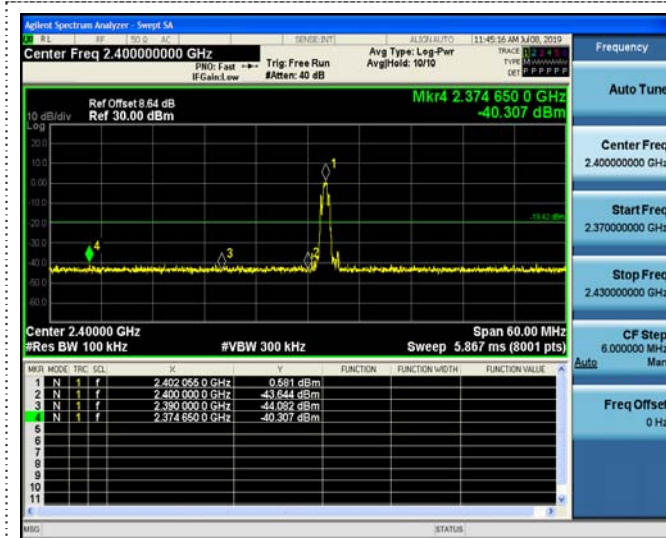 Agilent Spectrum Analyzer - Swept SA
RL RF 50 Ω AC SENSE:INT ALIGN AUTO 11:45:16 AM Jul 08, 2019
Center Freq 2.400000000 GHz
PNO: Fast
IFGain:Low
Trig: Free Run
#Atten: 40 dB
Avg Type: Log-Pwr
Avg|Hold: 10/10
TRACE 1 2 3 4 5 6
TYPE M
DET P P P P P P
Ref Offset 8.64 dB
Ref 30.00 dBm
10 dB/div
Log
Mkr4 2.374 650 0 GHz
-40.307 dBm
20.0
10.0
0.00
-10.0
-20.0
-30.0
-40.0
-50.0
-60.0
1
2
3
4
-19.42 dBm
Center 2.40000 GHz
Span 60.00 MHz
#Res BW 100 kHz
#VBW 300 kHz
Sweep 5.867 ms (8001 pts)
MKR MODE TRC SCL X Y FUNCTION FUNCTION WIDTH FUNCTION VALUE
1 N 1 f 2.402 055 0 GHz 0.581 dBm
2 N 1 f 2.400 000 0 GHz -43.644 dBm
3 N 1 f 2.390 000 0 GHz -44.082 dBm
4 N 1 f 2.374 650 0 GHz -40.307 dBm
5
6
7
8
9
10
11
MSG
STATUS
Frequency
Auto Tune
Center Freq
2.400000000 GHz
Start Freq
2.370000000 GHz
Stop Freq
2.430000000 GHz
CF Step
6.000000 MHz
Auto Man
Freq Offset
0 Hz